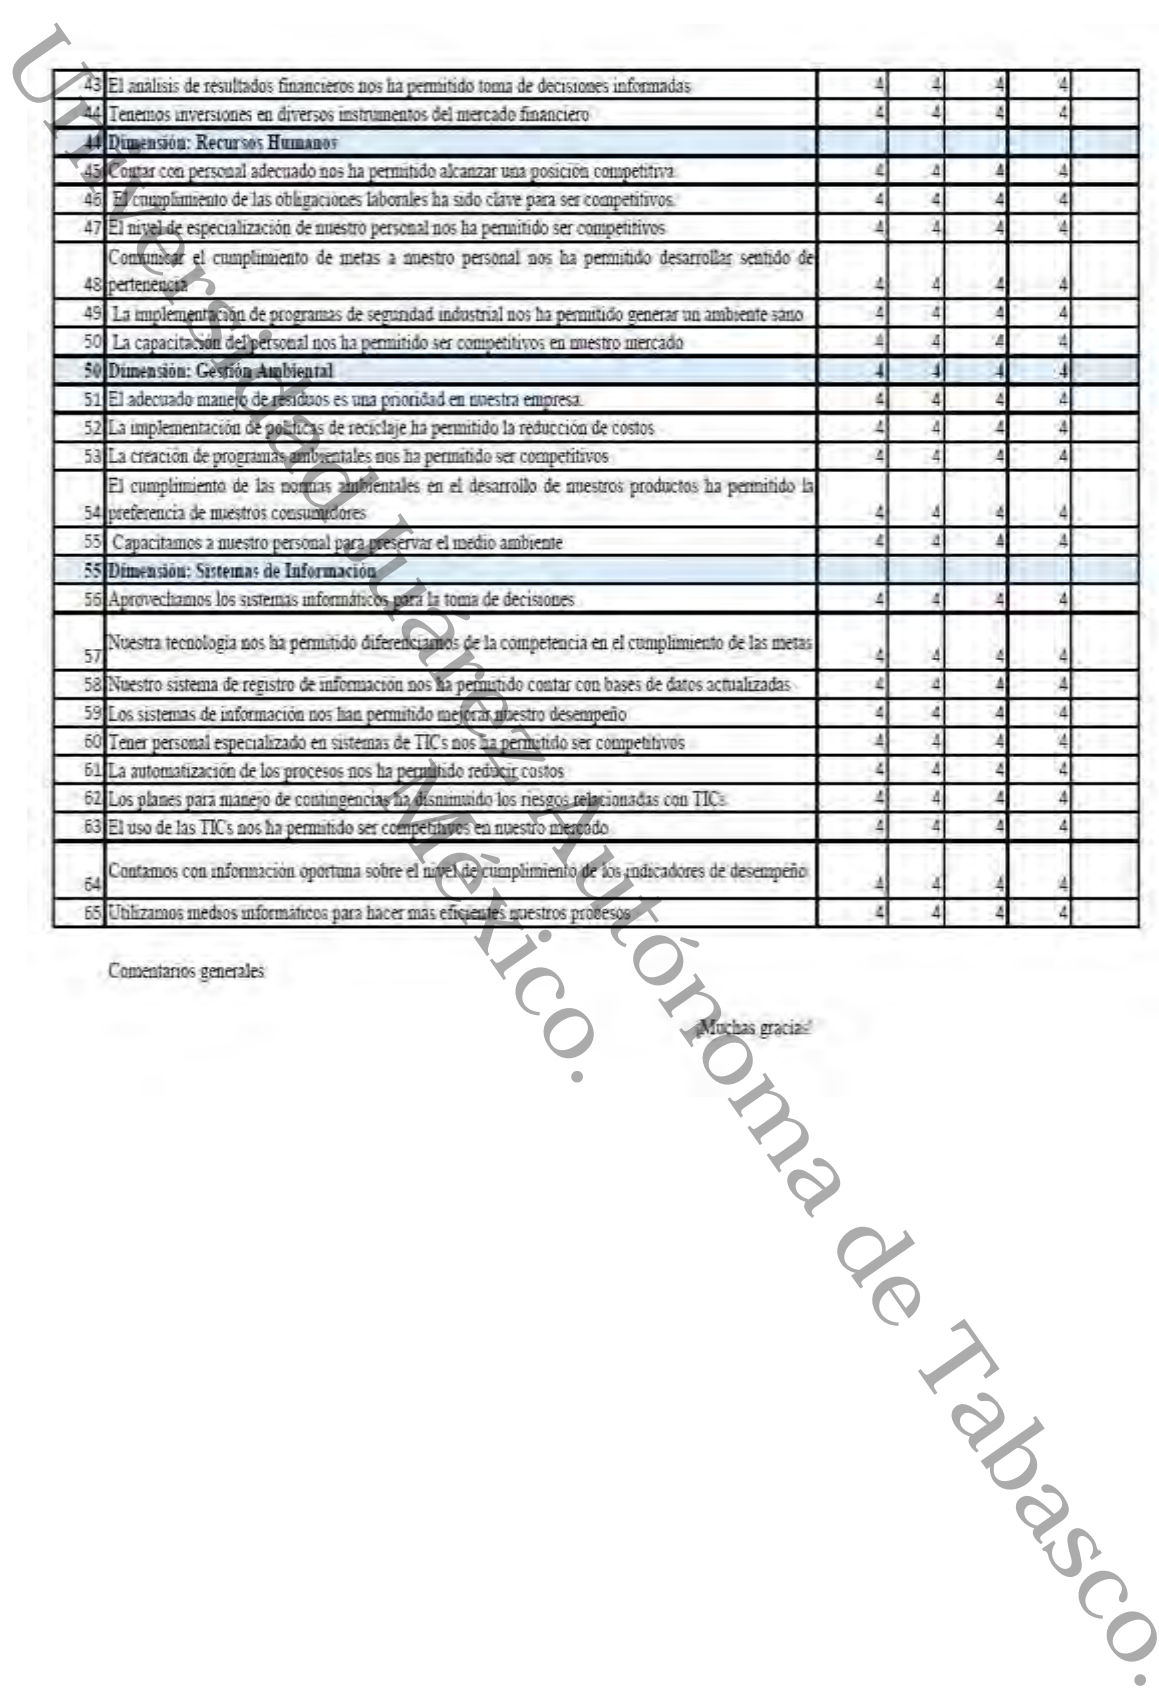 43 El análisis de resultados financieros nos ha permitido toma de decisiones informadas 4 4 4 4
44 Tenemos inversiones en diversos instrumentos del mercado financiero 4 4 4 4
44 Dimensión: Recursos Humanos
45 Contar con personal adecuado nos ha permitido alcanzar una posición competitiva 4 4 4 4
46 El cumplimiento de las obligaciones laborales ha sido clave para ser competitivos. 4 4 4 4
47 El nivel de especialización de nuestro personal nos ha permitido ser competitivos 4 4 4 4
Comunicar el cumplimiento de metas a nuestro personal nos ha permitido desarrollar sentido de
48 pertenencia 4 4 4 4
49 La implementación de programas de seguridad industrial nos ha permitido generar un ambiente sano 4 4 4 4
50 La capacitación del personal nos ha permitido ser competitivos en nuestro mercado 4 4 4 4
50 Dimensión: Gestión Ambiental 4 4 4 4
51 El adecuado manejo de residuos es una prioridad en nuestra empresa. 4 4 4 4
52 La implementación de políticas de reciclaje ha permitido la reducción de costos 4 4 4 4
53 La creación de programas ambientales nos ha permitido ser competitivos 4 4 4 4
El cumplimiento de las normas ambientales en el desarrollo de nuestros productos ha permitido la
54 preferencia de nuestros consumidores 4 4 4 4
55 Capacitamos a nuestro personal para preservar el medio ambiente 4 4 4 4
55 Dimensión: Sistemas de Información
56 Aprovechamos los sistemas informáticos para la toma de decisiones 4 4 4 4
57 Nuestra tecnología nos ha permitido diferenciarnos de la competencia en el cumplimiento de las metas 4 4 4 4
58 Nuestro sistema de registro de información nos ha permitido contar con bases de datos actualizadas 4 4 4 4
59 Los sistemas de información nos han permitido mejorar nuestro desempeño 4 4 4 4
60 Tener personal especializado en sistemas de TICs nos ha permitido ser competitivos 4 4 4 4
61 La automatización de los procesos nos ha permitido reducir costos 4 4 4 4
62 Los planes para manejo de contingencias ha disminuido los riesgos relacionadas con TICs 4 4 4 4
63 El uso de las TICs nos ha permitido ser competitivos en nuestro mercado 4 4 4 4
64 Contamos con información oportuna sobre el nivel de cumplimiento de los indicadores de desempeño 4 4 4 4
65 Utilizamos medios informáticos para hacer más eficientes nuestros procesos 4 4 4 4
Comentarios generales
¡Muchas gracias!
Universidad Juárez Autónoma de Tabasco.
México.